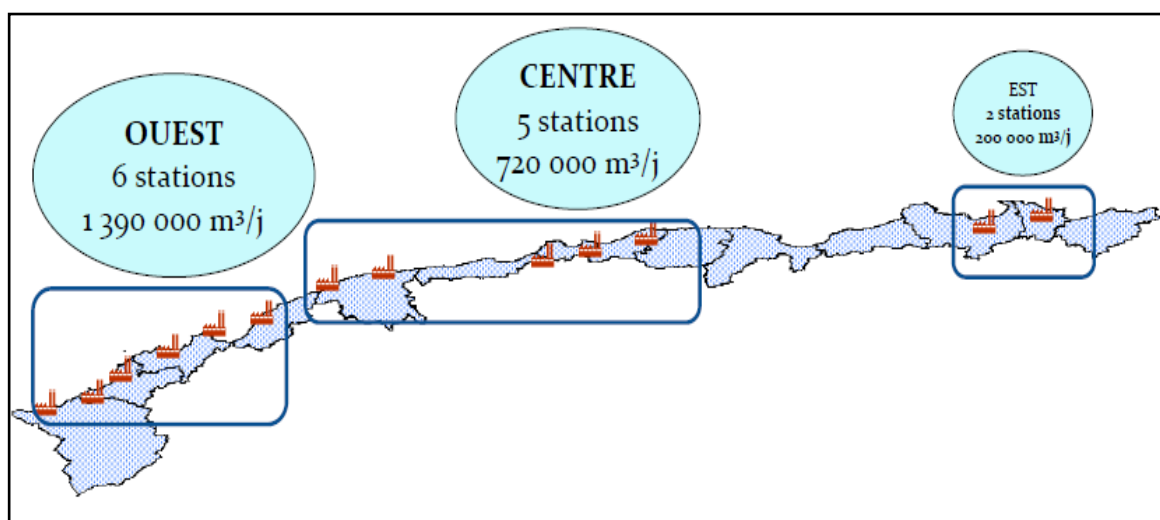 OUEST
6 stations
1 390 000 m³/j
CENTRE
5 stations
720 000 m³/j
EST
2 stations
200 000 m³/j